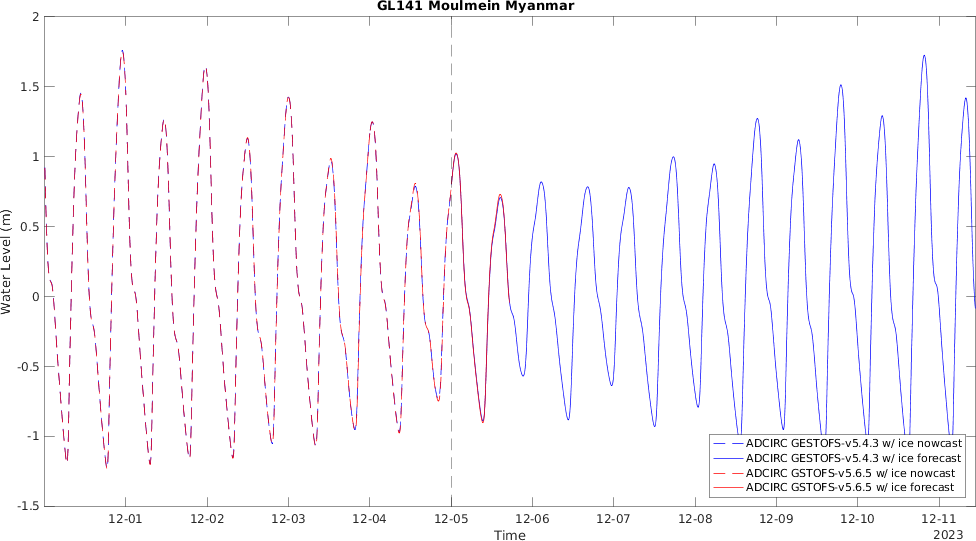 GL141 Moulmein Myanmar
2
1.5
1
0.5
0
-0.5
-1
-1.5
Water Level (m)
ADCIRC GESTOFS-v5.4.3 w/ ice nowcast
ADCIRC GESTOFS-v5.4.3 w/ ice forecast
ADCIRC GSTOFS-v5.6.5 w/ ice nowcast
ADCIRC GSTOFS-v5.6.5 w/ ice forecast
12-01 12-02 12-03 12-04 12-05 12-06 12-07 12-08 12-09 12-10 12-11
Time
2023